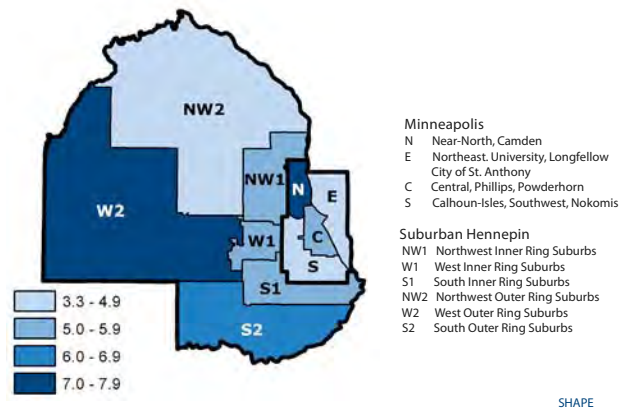 NW2
NW1
N
E
W2
W1
C
S
S1
S2
3.3 - 4.9
5.0 - 5.9
6.0 - 6.9
7.0 - 7.9
Minneapolis
N Near-North, Camden
E Northeast. University, Longfellow
City of St. Anthony
C Central, Phillips, Powderhorn
S Calhoun-Isles, Southwest, Nokomis
Suburban Hennepin
NW1 Northwest Inner Ring Suburbs
W1 West Inner Ring Suburbs
S1 South Inner Ring Suburbs
NW2 Northwest Outer Ring Suburbs
W2 West Outer Ring Suburbs
S2 South Outer Ring Suburbs
SHAPE